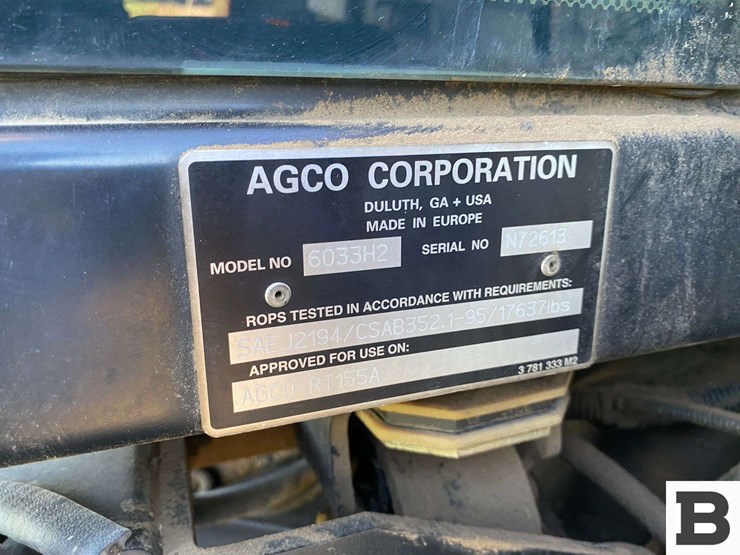 AGCO CORPORATION
DULUTH, GA + USA
MADE IN EUROPE
MODEL NO 6033H2 SERIAL NO N72613
ROPS TESTED IN ACCORDANCE WITH REQUIREMENTS:
SAE J2194/CSAB352.1-95/17637lbs
APPROVED FOR USE ON:
AGCO RT155A
3 781 333 M2
B